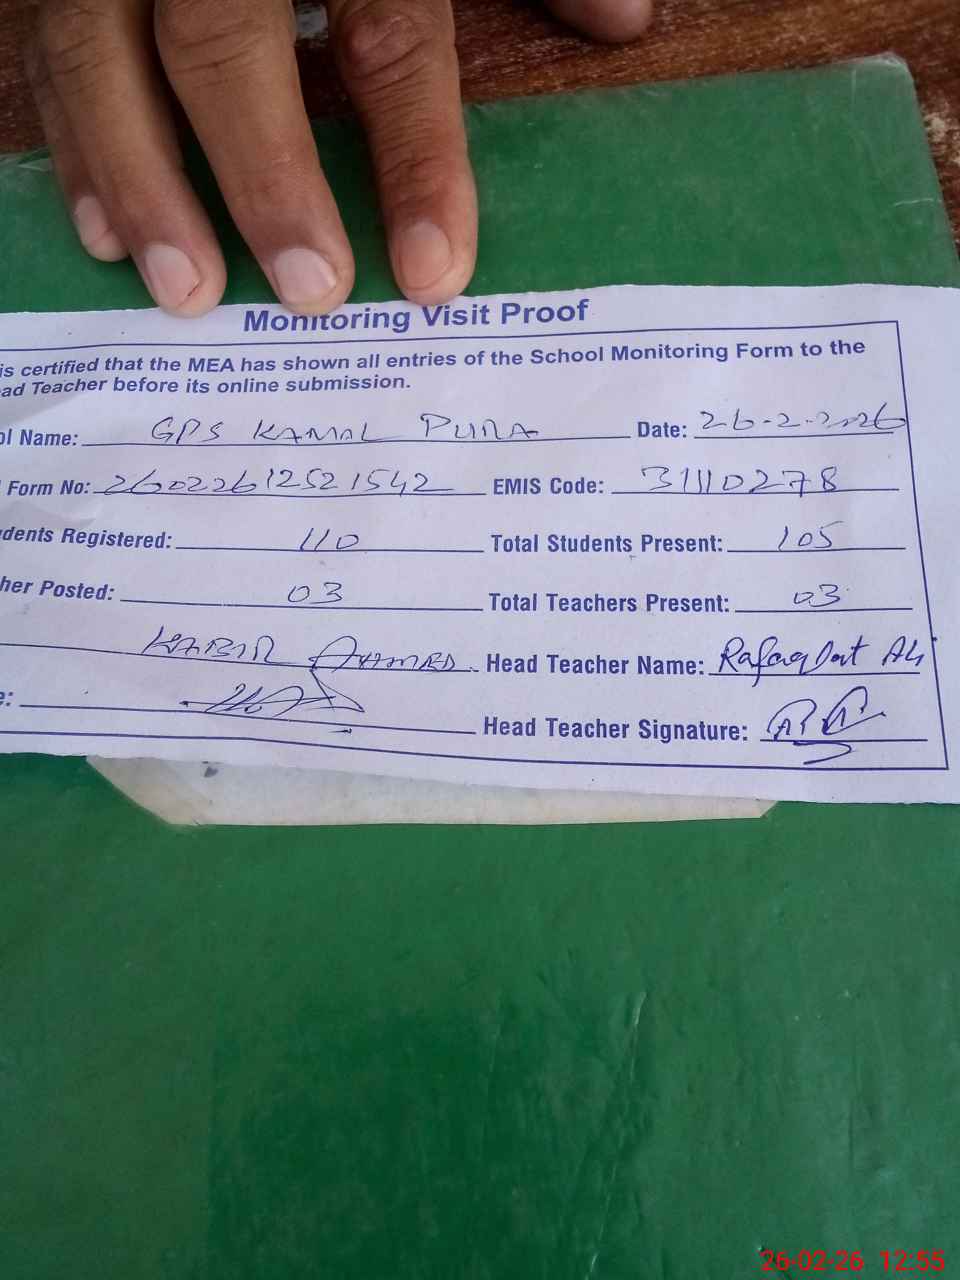 Monitoring Visit Proof
is certified that the MEA has shown all entries of the School Monitoring Form to the
ad Teacher before its online submission.
ol Name: GPS KAMAL PURA Date: 26-2-2026
Form No: 26022612521542 EMIS Code: 31110278
dents Registered: 110 Total Students Present: 105
her Posted: 03 Total Teachers Present: 03
KABIR AHMED Head Teacher Name: Rafaqat Ali
e: Head Teacher Signature:
26-02-26 12:55